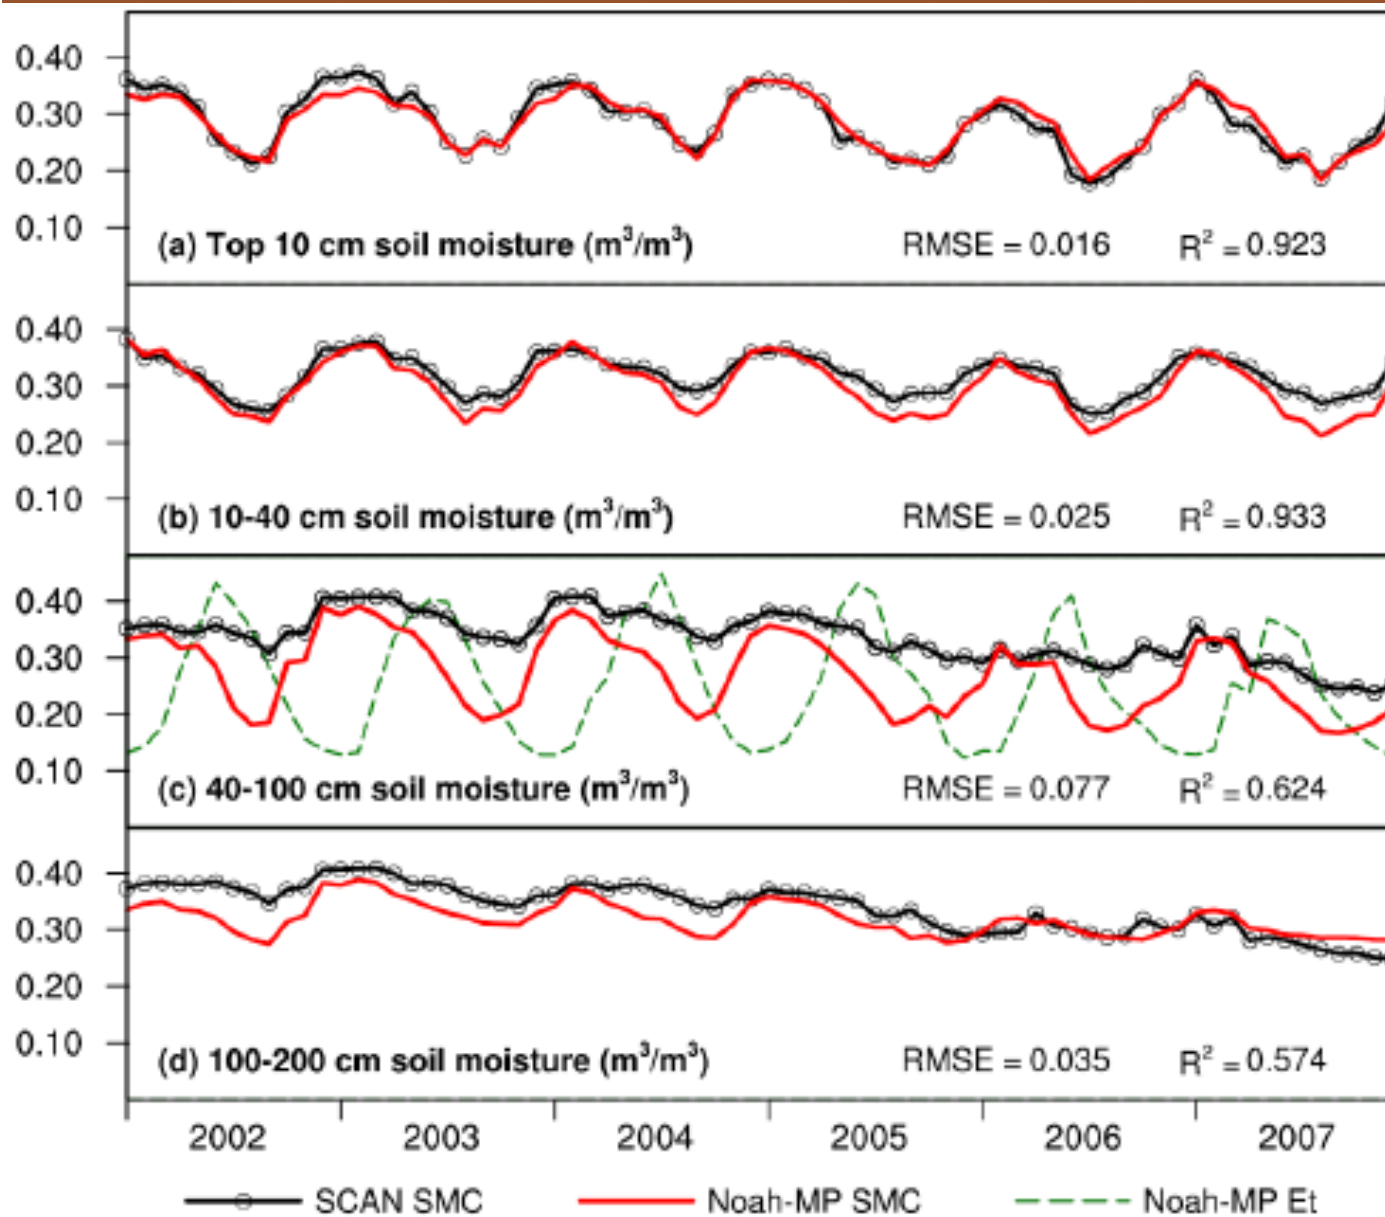 0.40
0.30
0.20
0.10
(a) Top 10 cm soil moisture (m³/m³) RMSE = 0.016 R² = 0.923
0.40
0.30
0.20
0.10
(b) 10-40 cm soil moisture (m³/m³) RMSE = 0.025 R² = 0.933
0.40
0.30
0.20
0.10
(c) 40-100 cm soil moisture (m³/m³) RMSE = 0.077 R² = 0.624
0.40
0.30
0.20
0.10
(d) 100-200 cm soil moisture (m³/m³) RMSE = 0.035 R² = 0.574
2002 2003 2004 2005 2006 2007
SCAN SMC Noah-MP SMC Noah-MP Et